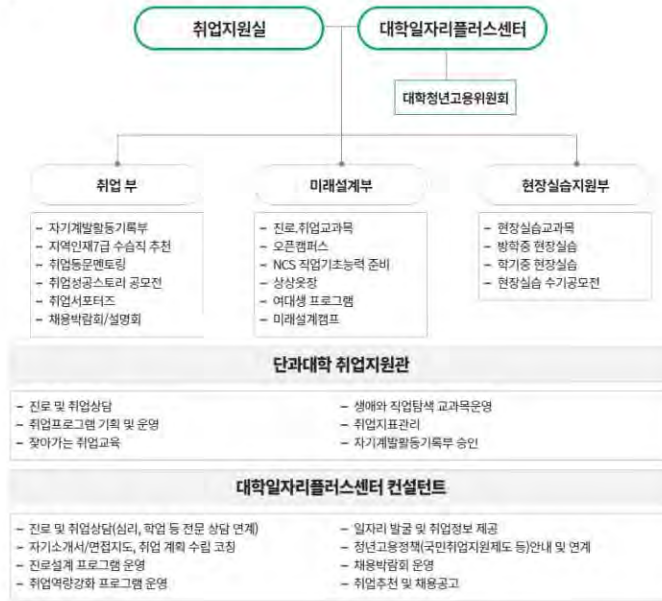 취업지원실
대학일자리플러스센터
대학청년고용위원회
취업 부
- 자기계발활동기록부
- 지역인재7급 수습직 추천
- 취업동문멘토링
- 취업성공스토리 공모전
- 취업서포터즈
- 채용박람회/설명회
미래설계부
- 진로.취업교과목
- 오픈캠퍼스
- NCS 직업기초능력 준비
- 상상옷장
- 여대생 프로그램
- 미래설계캠프
현장실습지원부
- 현장실습교과목
- 방학중 현장실습
- 학기중 현장실습
- 현장실습 수기공모전
단과대학 취업지원관
- 진로 및 취업상담
- 취업프로그램 기획 및 운영
- 찾아가는 취업교육
- 생애와 직업탐색 교과목운영
- 취업지표관리
- 자기계발활동기록부 승인
대학일자리플러스센터 컨설턴트
- 진로 및 취업상담(심리, 학업 등 전문 상담 연계)
- 자기소개서/면접지도, 취업 계획 수립 코칭
- 진로설계 프로그램 운영
- 취업역량강화 프로그램 운영
- 일자리 발굴 및 취업정보 제공
- 청년고용정책(국민취업지원제도 등)안내 및 연계
- 채용박람회 운영
- 취업추천 및 채용공고